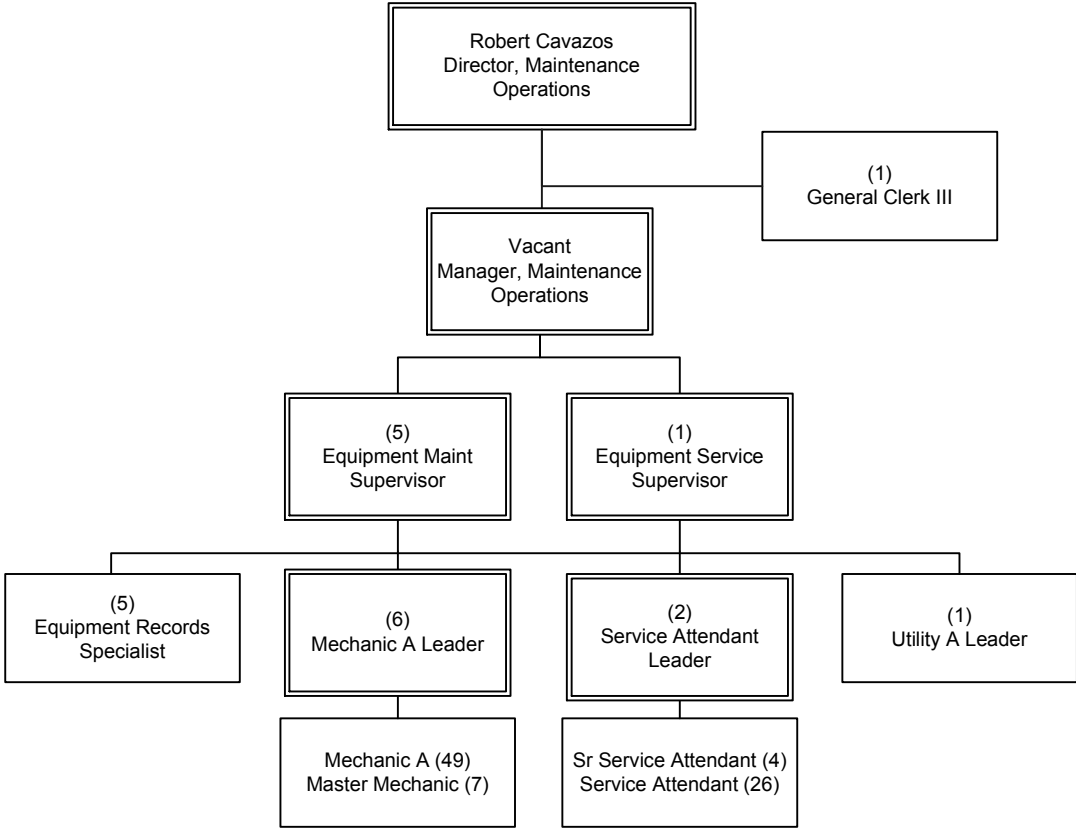 Robert Cavazos
Director, Maintenance
Operations
(1)
General Clerk III
Vacant
Manager, Maintenance
Operations
(5)
Equipment Maint
Supervisor
(1)
Equipment Service
Supervisor
(5)
Equipment Records
Specialist
(6)
Mechanic A Leader
(2)
Service Attendant
Leader
(1)
Utility A Leader
Mechanic A (49)
Master Mechanic (7)
Sr Service Attendant (4)
Service Attendant (26)